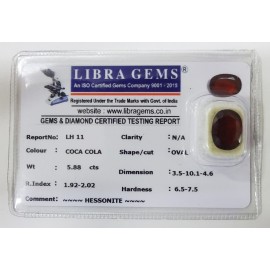 LIBRA GEMS
An ISO Certified Gems Company 9001 : 2015
Registered Under the Trade Marks with Govt. of India
website : www.libragems.co.in
GEMS & DIAMOND CERTIFIED TESTING REPORT
ReportNo: LH 11 Clarity : N/A
Colour : COCA COLA Shape/cut : OV/L
Wt : 5.88 cts Dimension : 3.5-10.1-4.6
R.Index : 1.92-2.02 Hardness : 6.5-7.5
Comment : ~~~~ HESSONITE ~~~~